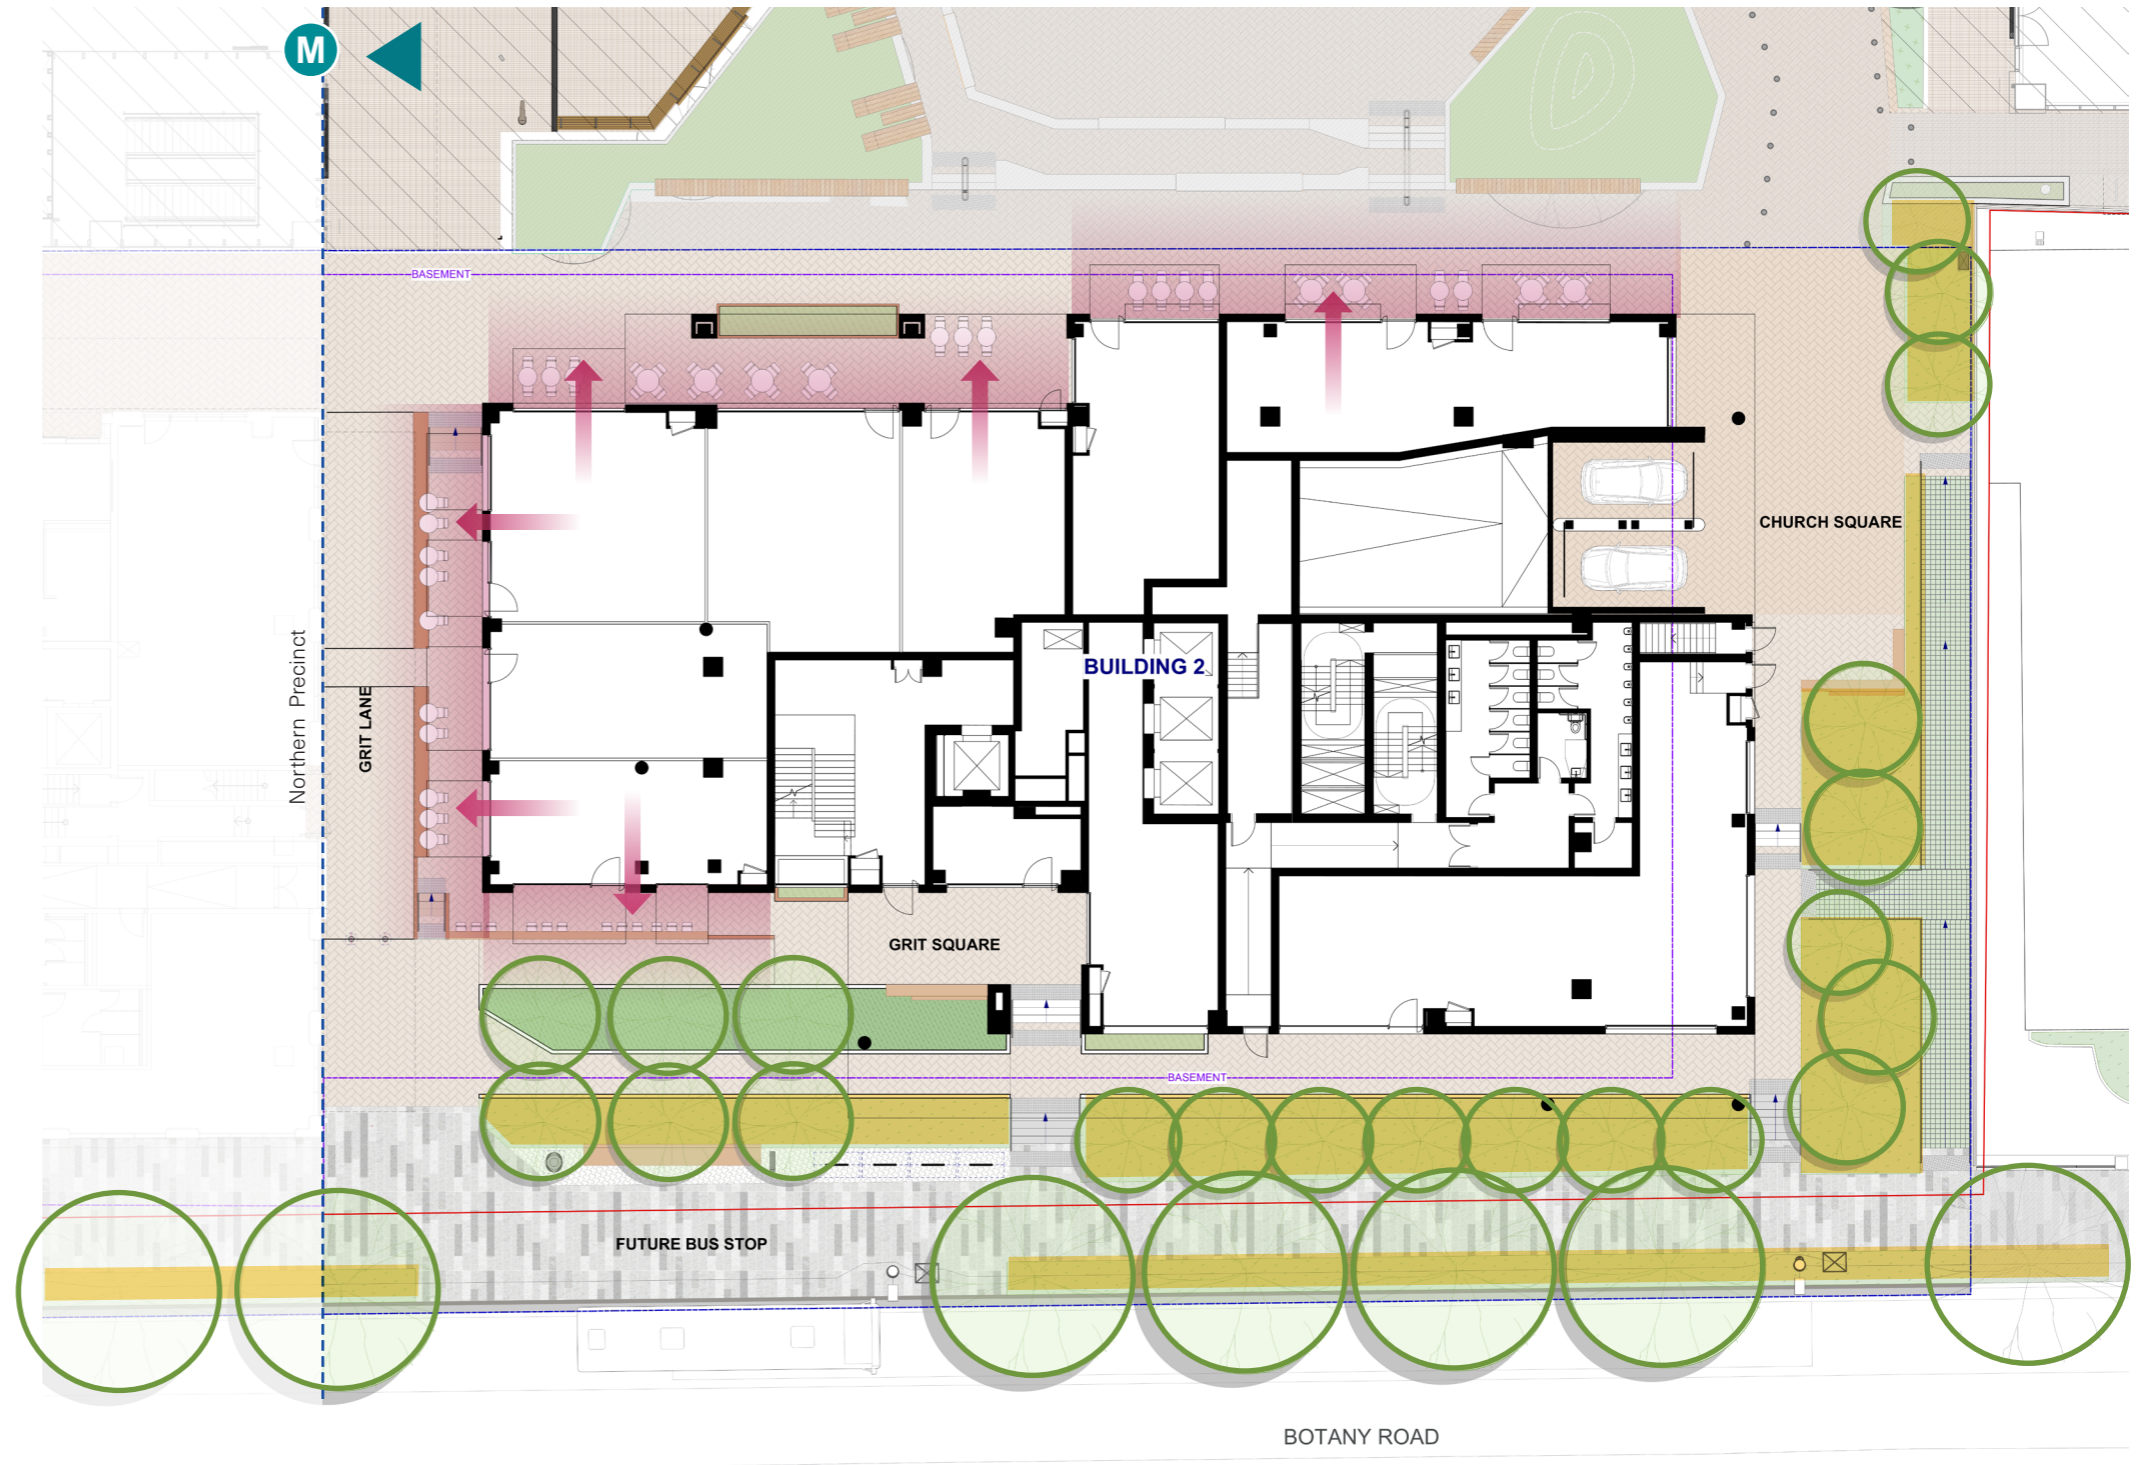 M
BASEMENT
CHURCH SQUARE
Northern Precinct
GRIT LANE
BUILDING 2
GRIT SQUARE
BASEMENT
FUTURE BUS STOP
BOTANY ROAD